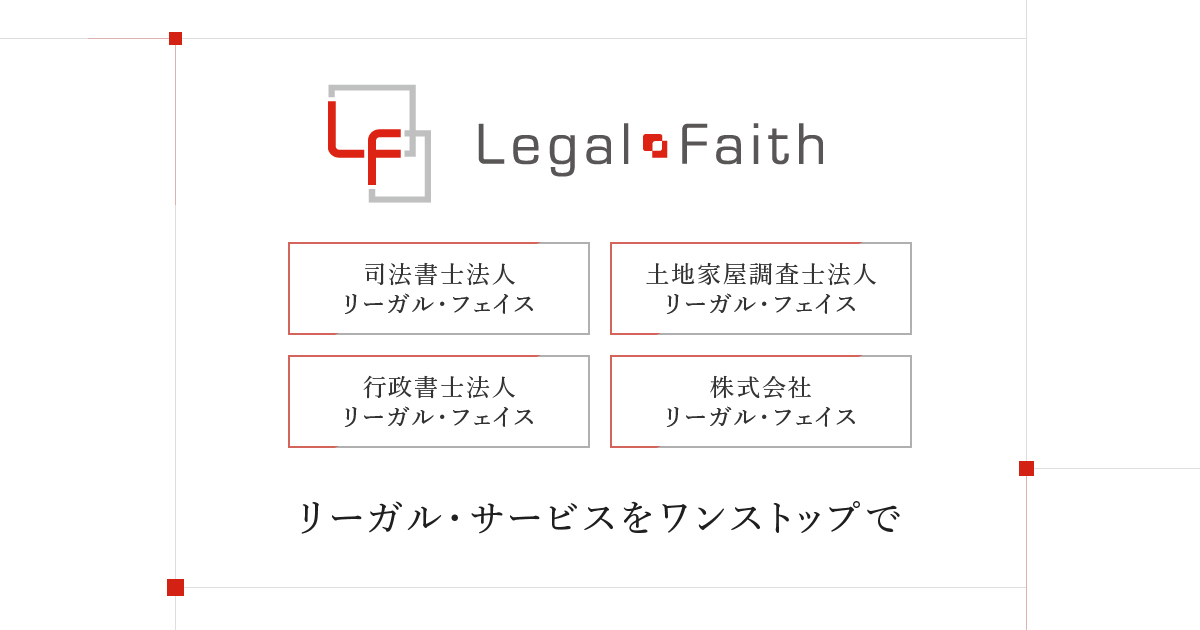 LF
Legal Faith
司法書士法人
リーガル・フェイス
土地家屋調査士法人
リーガル・フェイス
行政書士法人
リーガル・フェイス
株式会社
リーガル・フェイス
リーガル・サービスをワンストップで